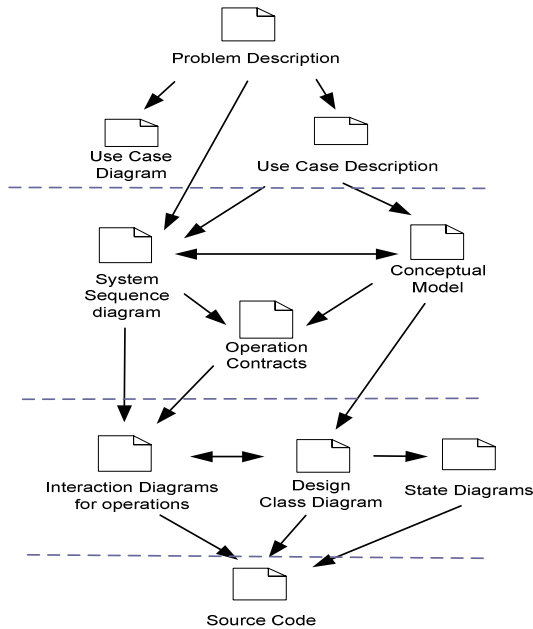 Problem Description
Use Case
Diagram
Use Case Description
System
Sequence
diagram
Conceptual
Model
Operation
Contracts
Interaction Diagrams
for operations
Design
Class Diagram
State Diagrams
Source Code